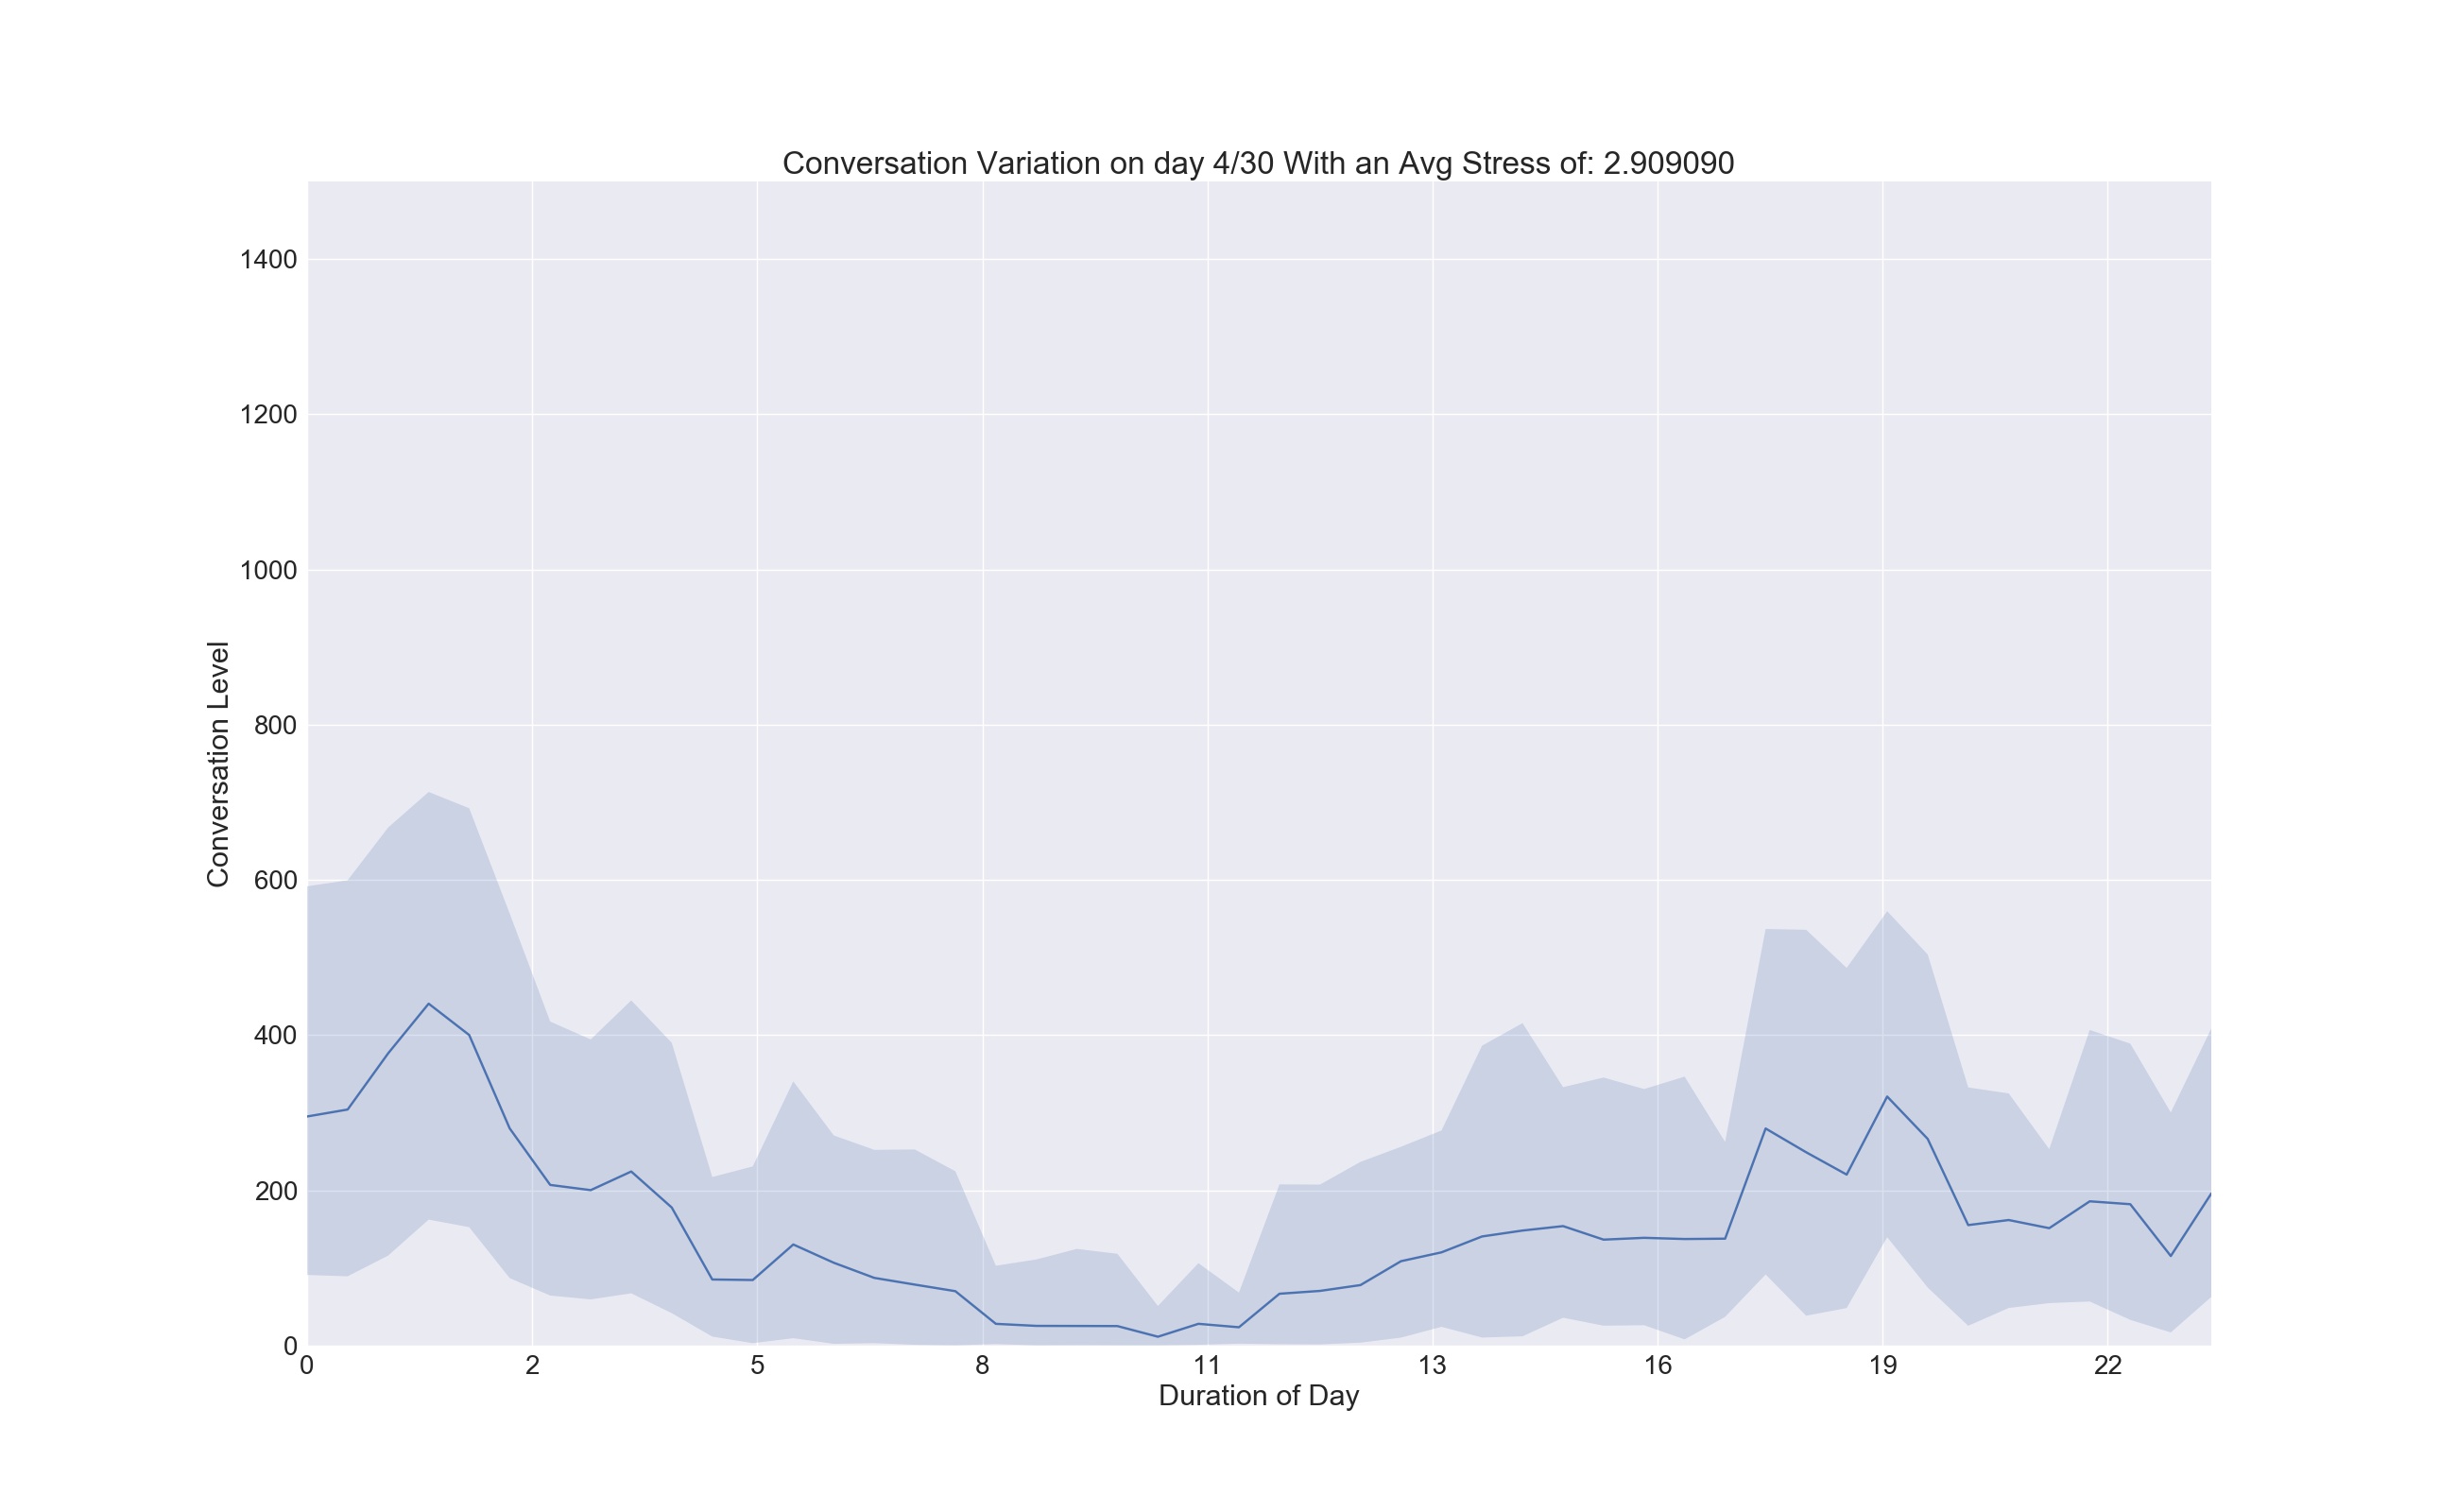 Conversation Variation on day 4/30 With an Avg Stress of: 2.909090
1400
1200
1000
800
600
400
200
0
Conversation Level
0 2 5 8 11 13 16 19 22
Duration of Day